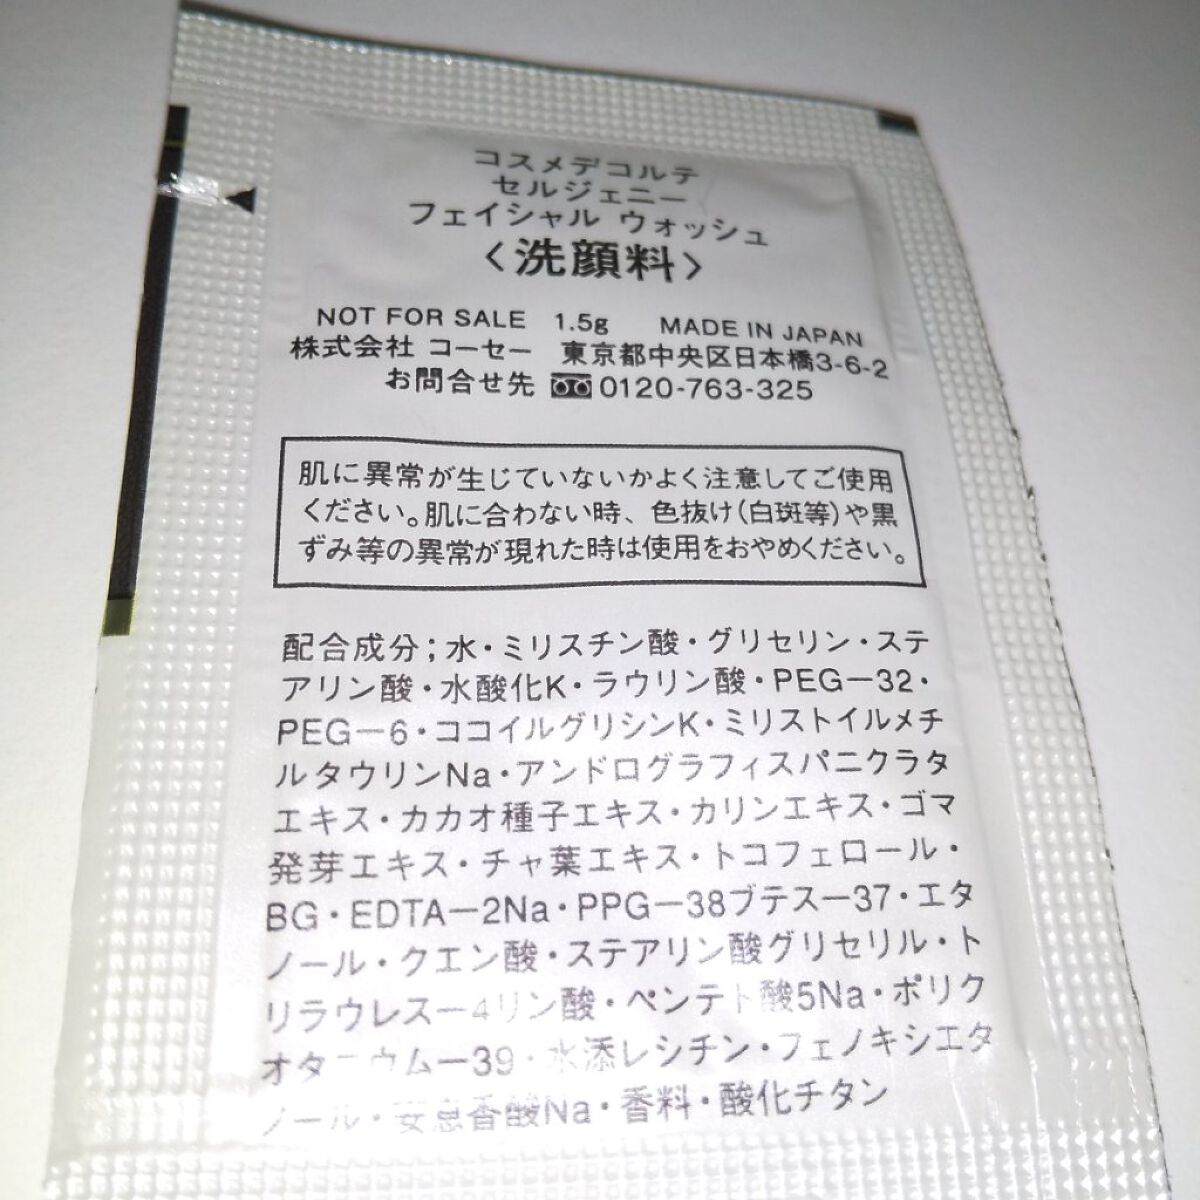 コスメデコルテ
セルジェニー
フェイシャル ウォッシュ
〈洗顔料〉
NOT FOR SALE 1.5g MADE IN JAPAN
株式会社 コーセー 東京都中央区日本橋3-6-2
お問合せ先 0120-763-325
肌に異常が生じていないかよく注意してご使用
ください。肌に合わない時、色抜け(白斑等)や黒
ずみ等の異常が現れた時は使用をおやめください。
配合成分;水・ミリスチン酸・グリセリン・ステ
アリン酸・水酸化K・ラウリン酸・PEG－32・
PEG－6・ココイルグリシンK・ミリストイルメチ
ルタウリンNa・アンドログラフィスパニクラタ
エキス・カカオ種子エキス・カリンエキス・ゴマ
発芽エキス・チャ葉エキス・トコフェロール・
BG・EDTA－2Na・PPG－38ブテス－37・エタ
ノール・クエン酸・ステアリン酸グリセリル・ト
リラウレス－4リン酸・ペンテト酸5Na・ポリク
オタニウム－39・水添レシチン・フェノキシエタ
ノール・安息香酸Na・香料・酸化チタン